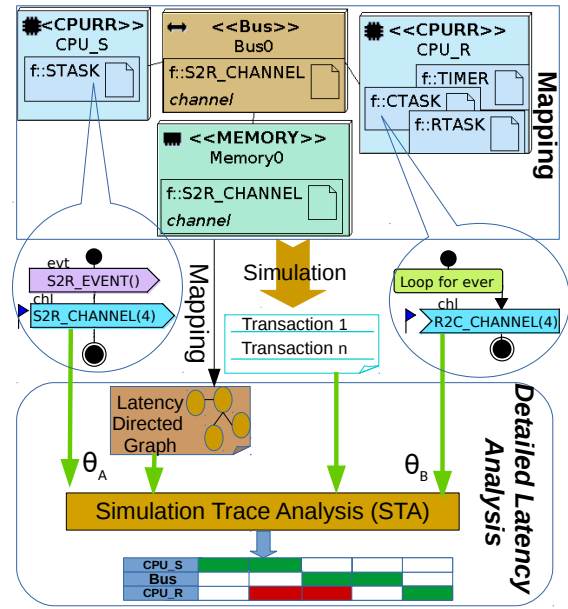 <<CPURR>>
CPU_S
f::STASK
<<Bus>>
Bus0
f::S2R_CHANNEL
channel
<<CPURR>>
CPU_R
f::TIMER
f::CTASK
f::RTASK
<<MEMORY>>
Memory0
f::S2R_CHANNEL
channel
Mapping
evt
S2R_EVENT()
chl
S2R_CHANNEL(4)
Mapping
Simulation
Transaction 1
Transaction n
Loop for ever
chl
R2C_CHANNEL(4)
Latency
Directed
Graph
θA
θB
Detailed Latency
Analysis
Simulation Trace Analysis (STA)
CPU_S
Bus
CPU_R